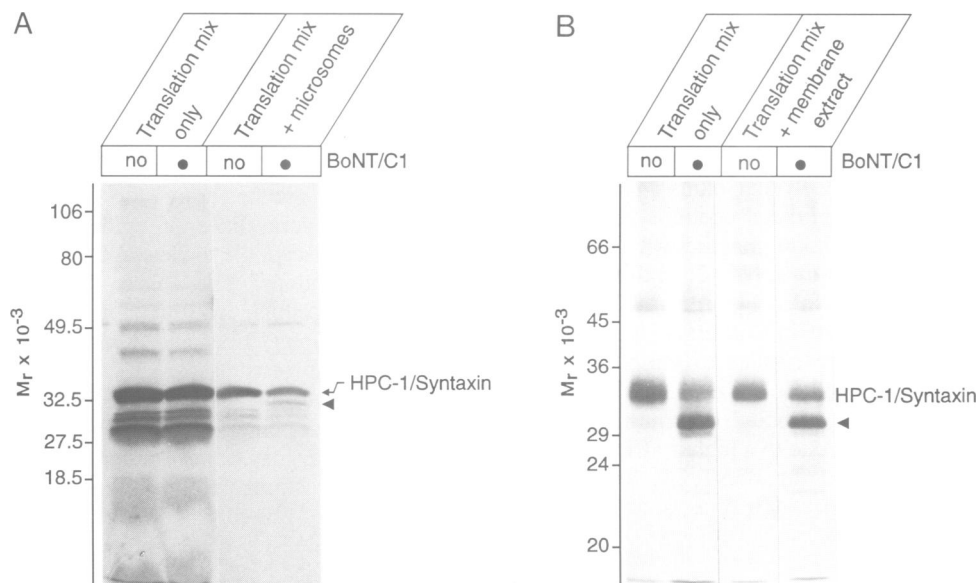 A
Translation mix
only
Translation mix
+ microsomes
no
●
no
●
BoNT/C1
106
80
49.5
32.5
27.5
18.5
Mr x 10-3
HPC-1/Syntaxin
B
Translation mix
only
Translation mix
+ membrane
extract
no
●
no
●
BoNT/C1
66
45
36
29
24
20
Mr x 10-3
HPC-1/Syntaxin